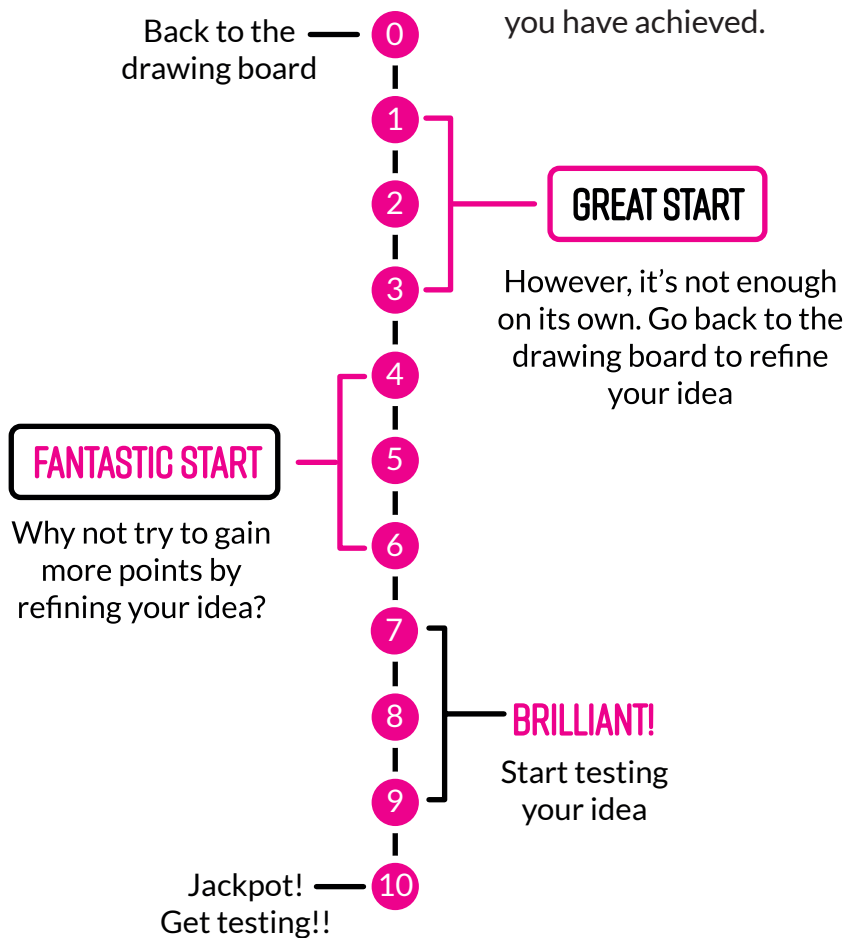 you have achieved.
Back to the
drawing board
0
1
2
GREAT START
3
However, it’s not enough
on its own. Go back to the
drawing board to refine
your idea
4
FANTASTIC START
5
Why not try to gain
more points by
refining your idea?
6
7
8
BRILLIANT!
Start testing
your idea
9
Jackpot!
Get testing!!
10